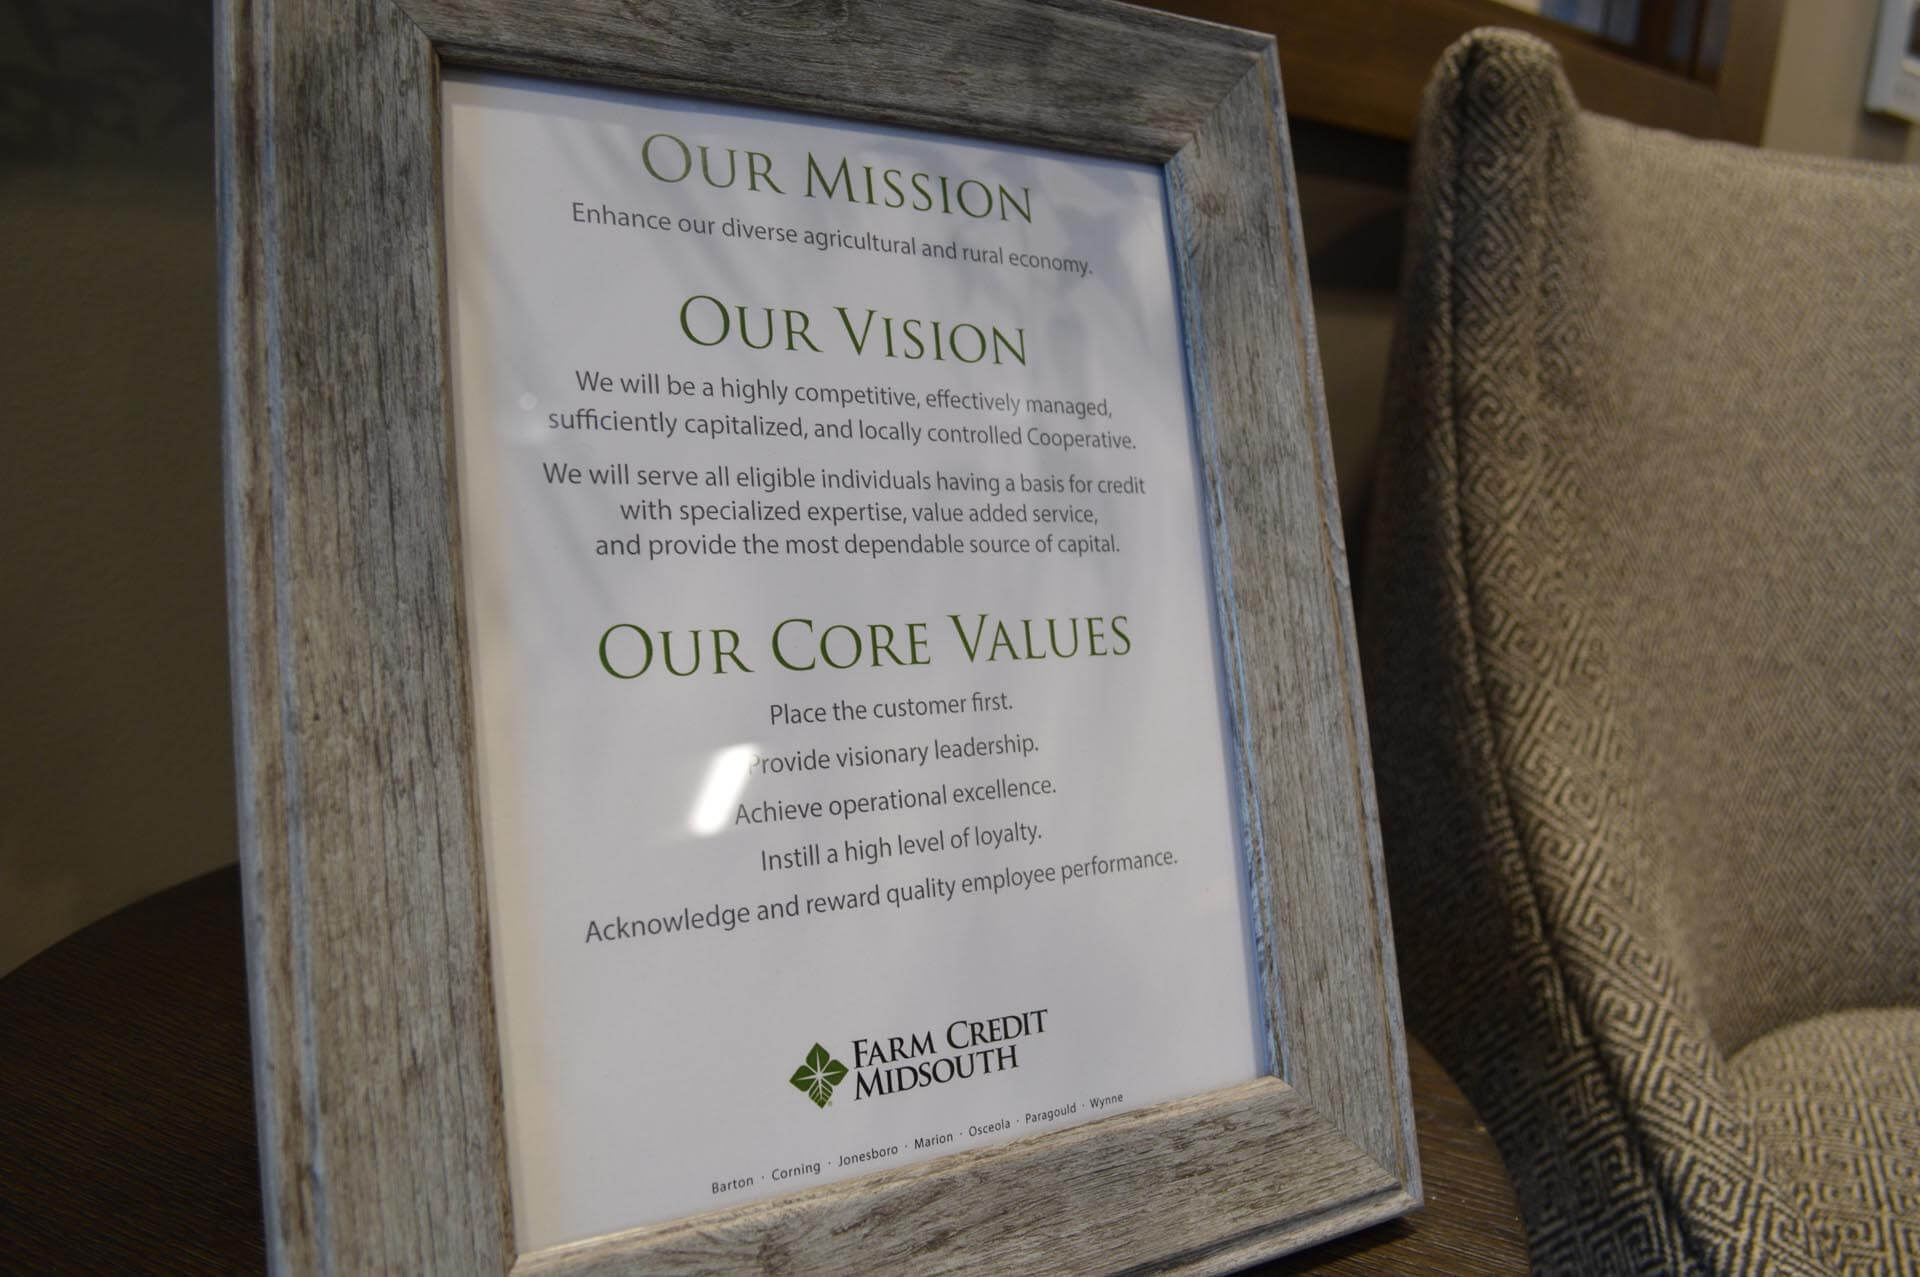 OUR MISSION
Enhance our diverse agricultural and rural economy.
OUR VISION
We will be a highly competitive, effectively managed,
sufficiently capitalized, and locally controlled Cooperative.
We will serve all eligible individuals having a basis for credit
with specialized expertise, value added service,
and provide the most dependable source of capital.
OUR CORE VALUES
Place the customer first.
Provide visionary leadership.
Achieve operational excellence.
Instill a high level of loyalty.
Acknowledge and reward quality employee performance.
FARM CREDIT
MIDSOUTH
Barton · Corning · Jonesboro · Marion · Osceola · Paragould · Wynne